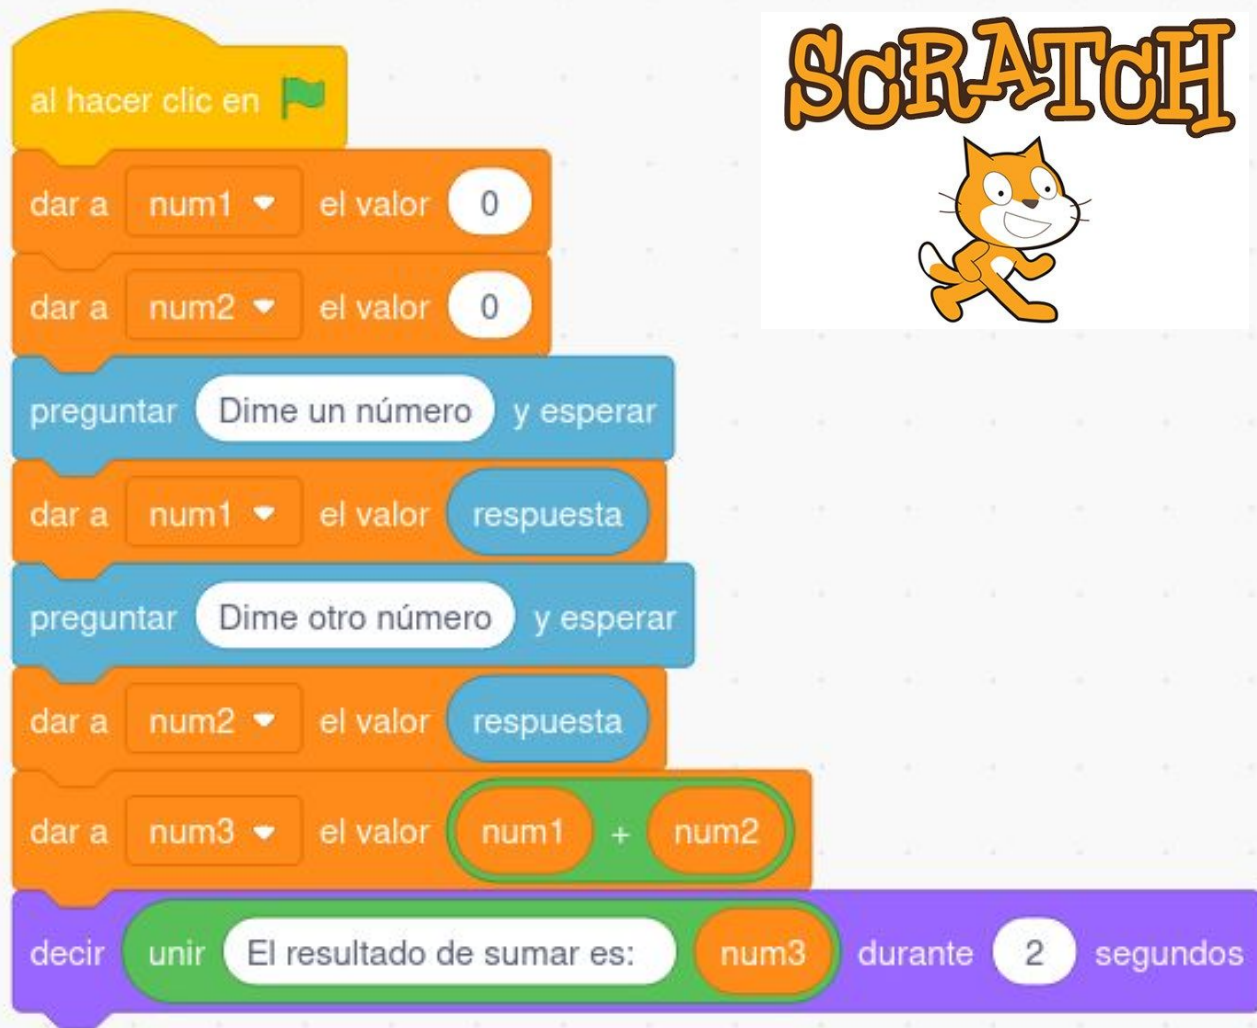 SCRATCH
al hacer clic en
dar a num1 el valor 0
dar a num2 el valor 0
preguntar Dime un número y esperar
dar a num1 el valor respuesta
preguntar Dime otro número y esperar
dar a num2 el valor respuesta
dar a num3 el valor num1 + num2
decir unir El resultado de sumar es: num3 durante 2 segundos